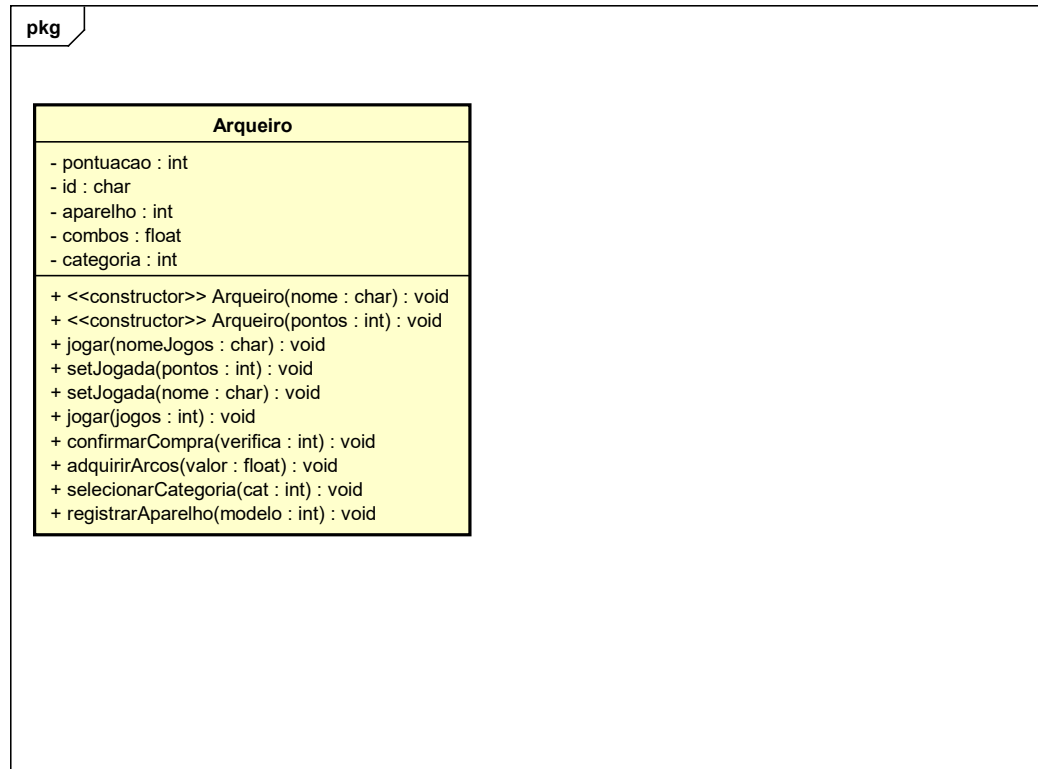 pkg
Arqueiro
- pontuacao : int
- id : char
- aparelho : int
- combos : float
- categoria : int
+ <<constructor>> Arqueiro(nome : char) : void
+ <<constructor>> Arqueiro(pontos : int) : void
+ jogar(nomeJogos : char) : void
+ setJogada(pontos : int) : void
+ setJogada(nome : char) : void
+ jogar(jogos : int) : void
+ confirmarCompra(verifica : int) : void
+ adquirirArcos(valor : float) : void
+ selecionarCategoria(cat : int) : void
+ registrarAparelho(modelo : int) : void